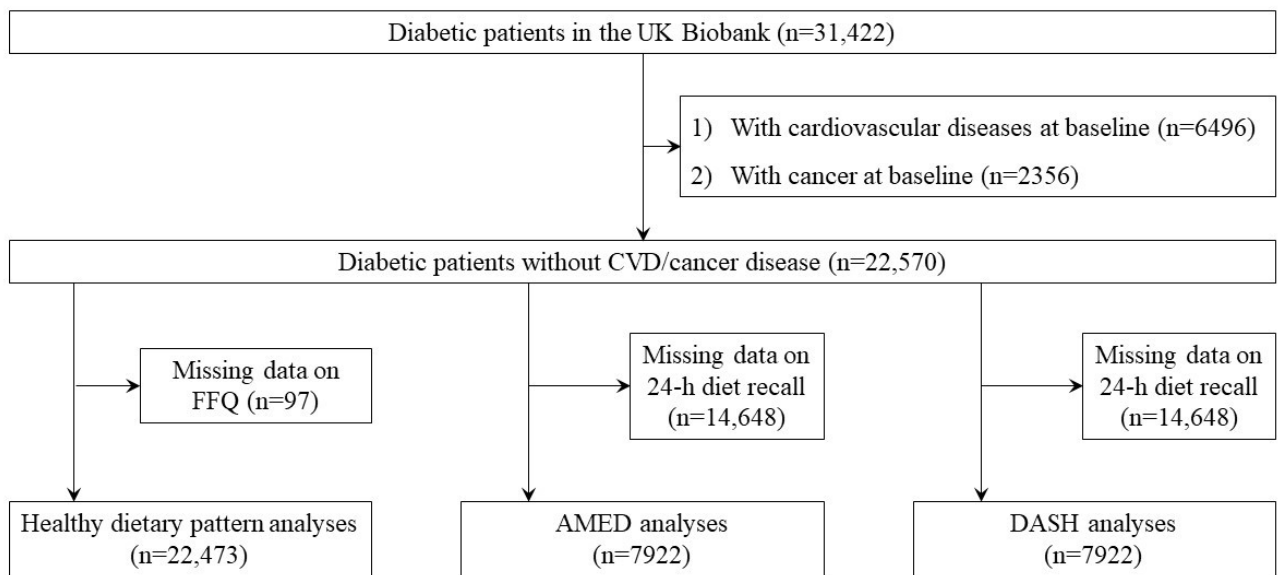 Diabetic patients in the UK Biobank (n=31,422)
1) With cardiovascular diseases at baseline (n=6496)
2) With cancer at baseline (n=2356)
Diabetic patients without CVD/cancer disease (n=22,570)
Missing data on
FFQ (n=97)
Missing data on
24-h diet recall
(n=14,648)
Missing data on
24-h diet recall
(n=14,648)
Healthy dietary pattern analyses
(n=22,473)
AMED analyses
(n=7922)
DASH analyses
(n=7922)